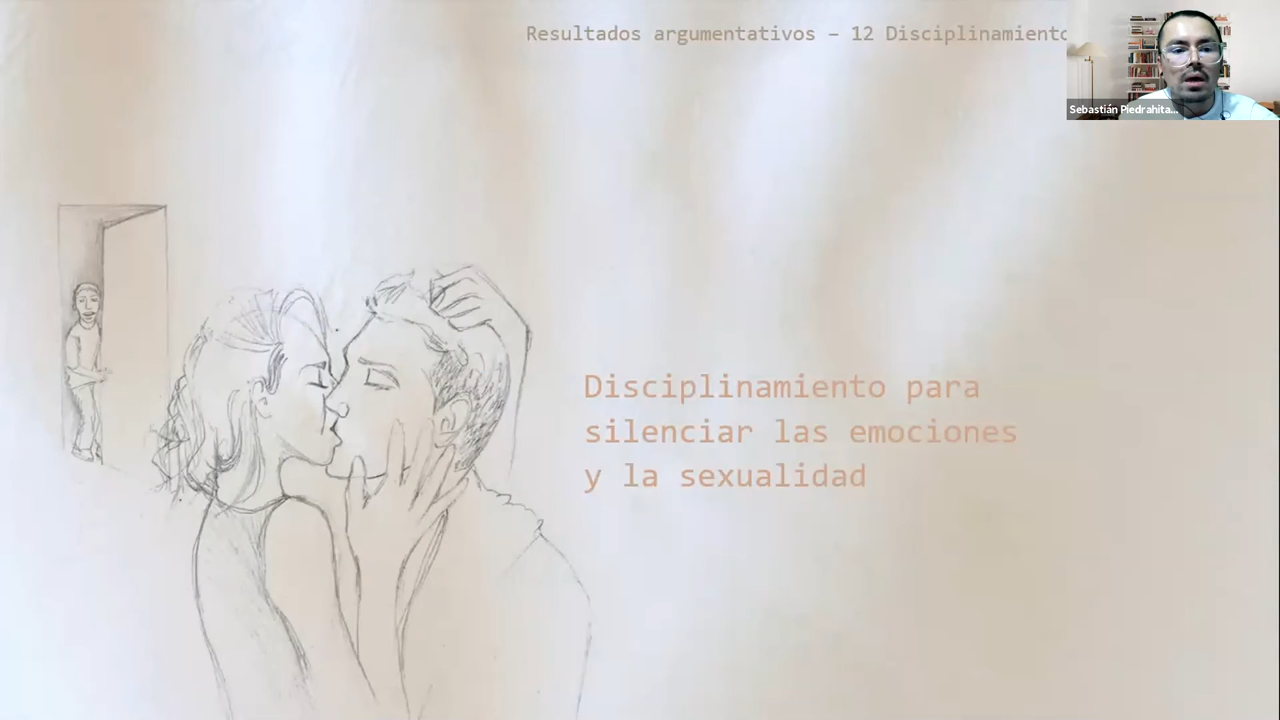 Resultados argumentativos – 12 Disciplinamiento
Sebastián Piedrahita...
Disciplinamiento para
silenciar las emociones
y la sexualidad